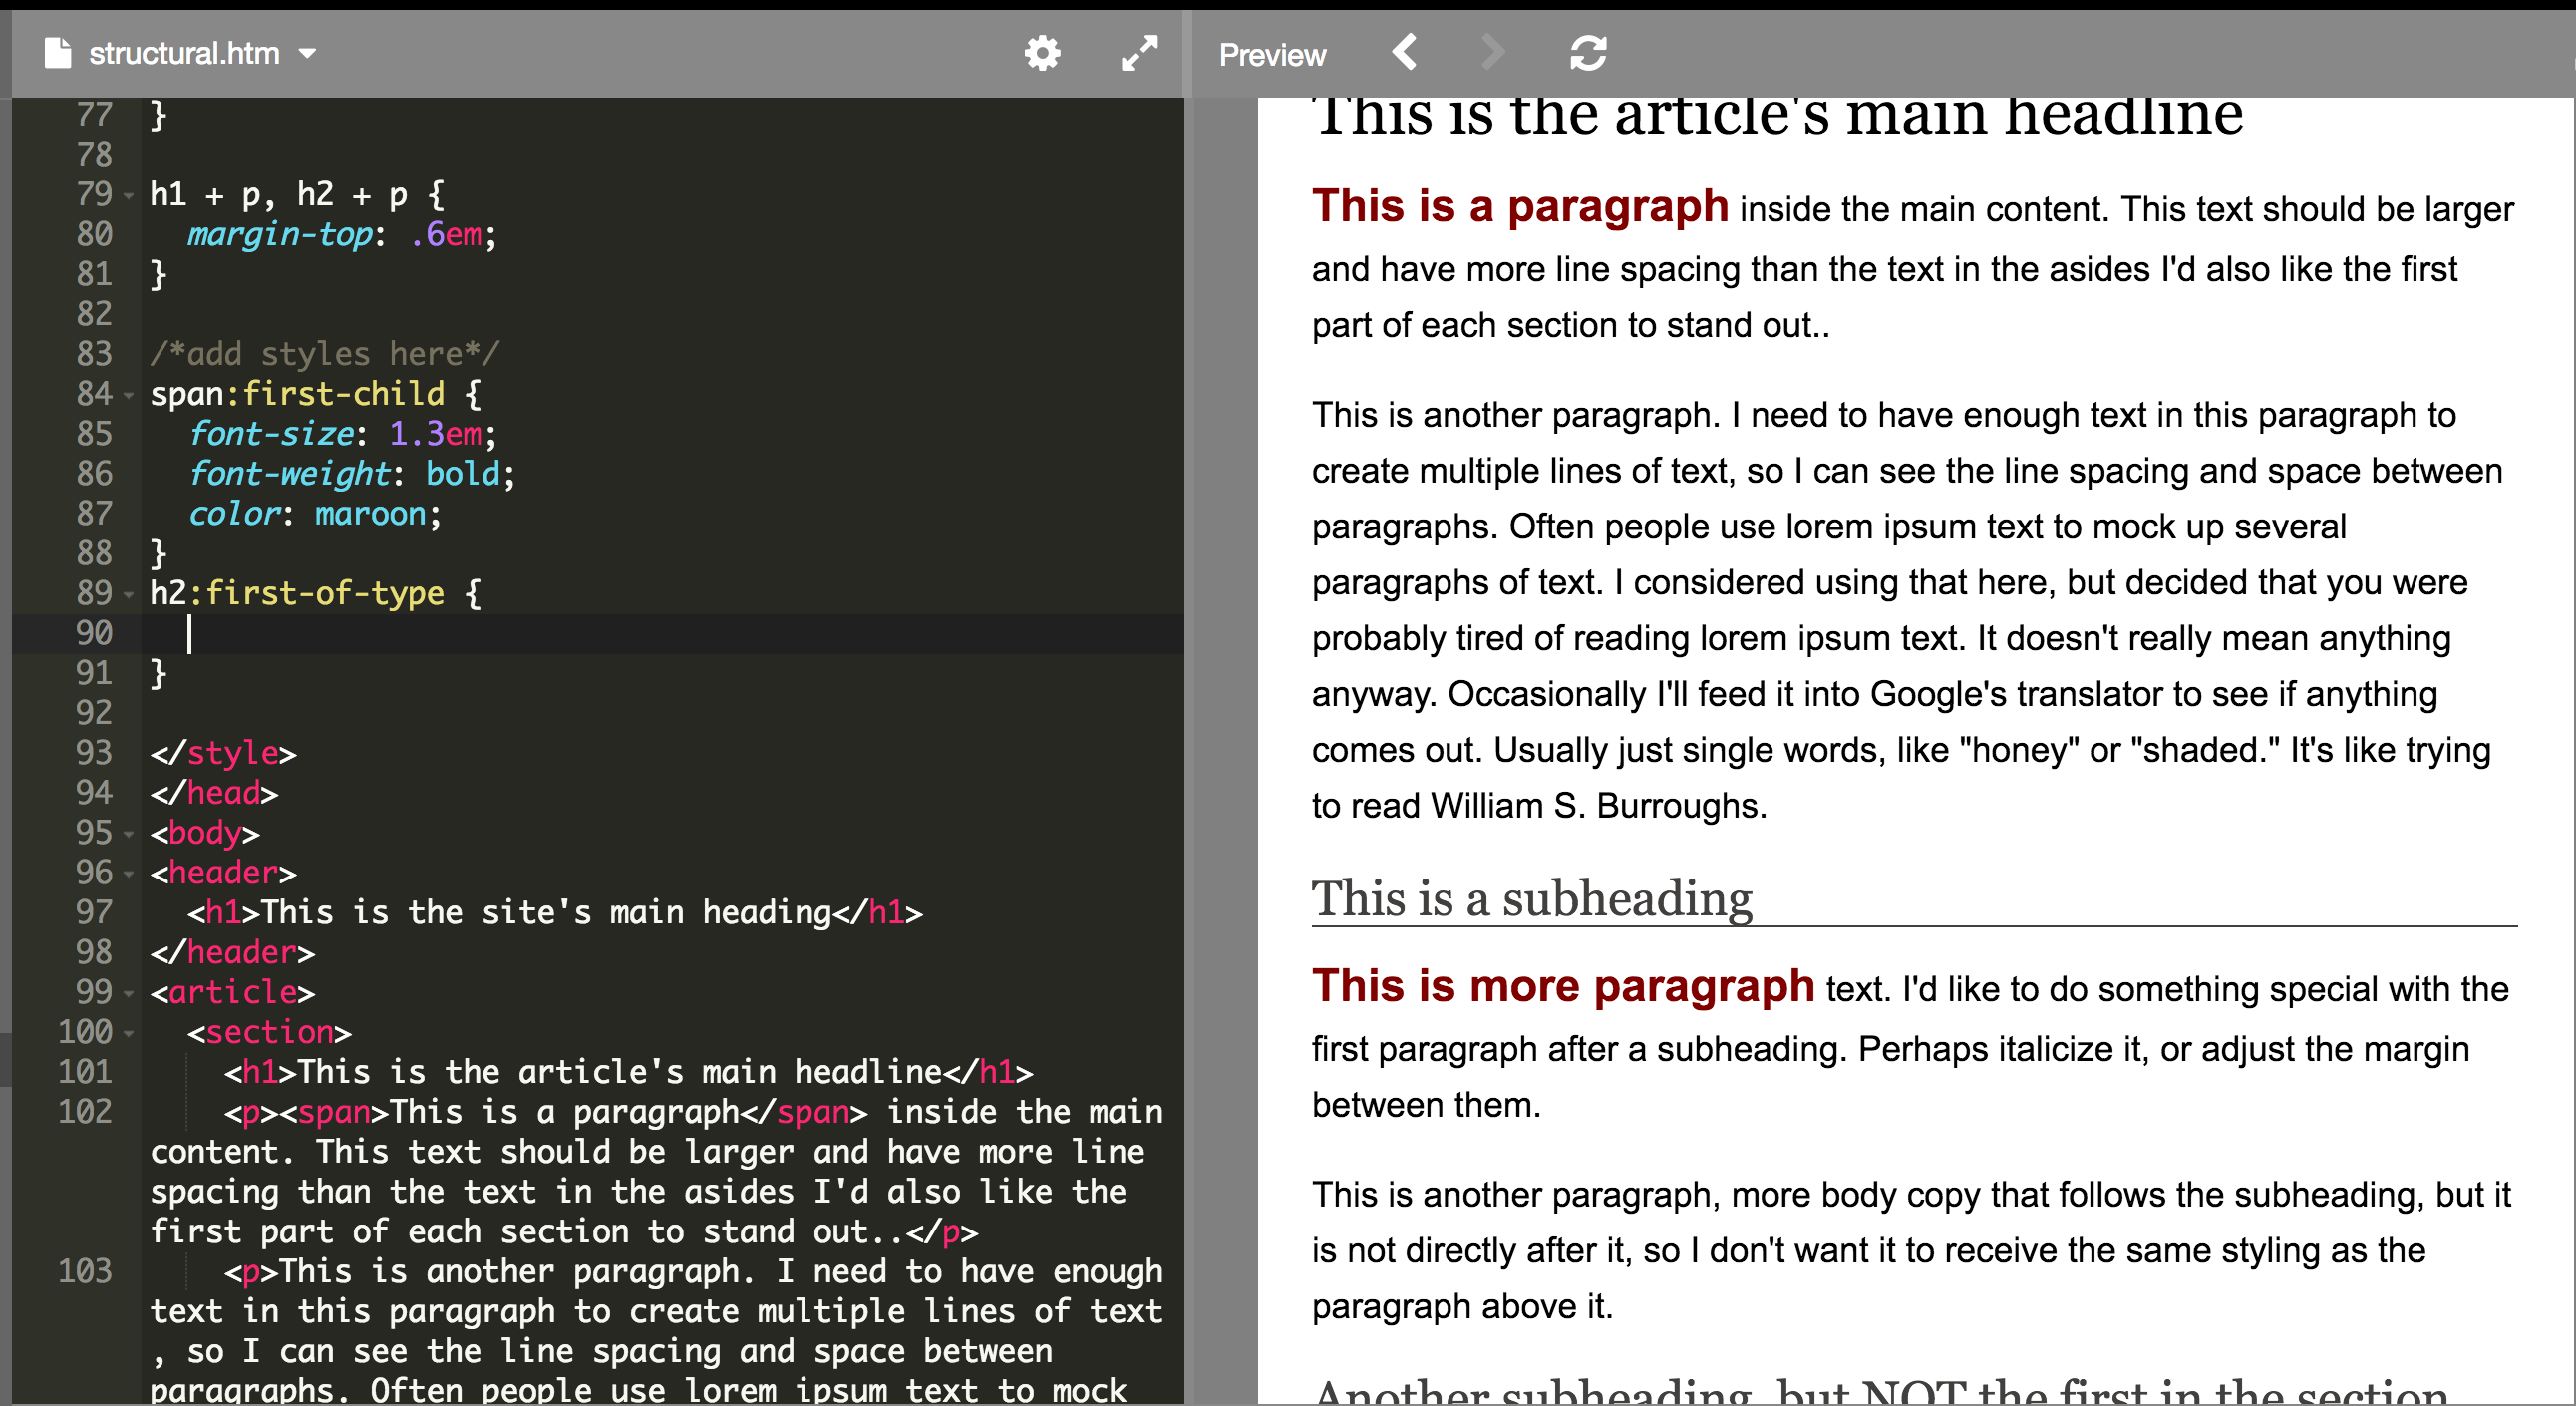 structural.htm
77 }
78
79 h1 + p, h2 + p {
80 margin-top: .6em;
81 }
82
83 /*add styles here*/
84 span:first-child {
85 font-size: 1.3em;
86 font-weight: bold;
87 color: maroon;
88 }
89 h2:first-of-type {
90
91 }
92
93 </style>
94 </head>
95 <body>
96 <header>
97 <h1>This is the site's main heading</h1>
98 </header>
99 <article>
100 <section>
101 <h1>This is the article's main headline</h1>
102 <p><span>This is a paragraph</span> inside the main
content. This text should be larger and have more line
spacing than the text in the asides I'd also like the
first part of each section to stand out..</p>
103 <p>This is another paragraph. I need to have enough
text in this paragraph to create multiple lines of text
, so I can see the line spacing and space between
paragraphs. Often people use lorem ipsum text to mock
Preview
This is the article's main headline
This is a paragraph inside the main content. This text should be larger
and have more line spacing than the text in the asides I'd also like the first
part of each section to stand out..
This is another paragraph. I need to have enough text in this paragraph to
create multiple lines of text, so I can see the line spacing and space between
paragraphs. Often people use lorem ipsum text to mock up several
paragraphs of text. I considered using that here, but decided that you were
probably tired of reading lorem ipsum text. It doesn't really mean anything
anyway. Occasionally I'll feed it into Google's translator to see if anything
comes out. Usually just single words, like "honey" or "shaded." It's like trying
to read William S. Burroughs.
This is a subheading
This is more paragraph text. I'd like to do something special with the
first paragraph after a subheading. Perhaps italicize it, or adjust the margin
between them.
This is another paragraph, more body copy that follows the subheading, but it
is not directly after it, so I don't want it to receive the same styling as the
paragraph above it.
Another subheading, but NOT the first in the section